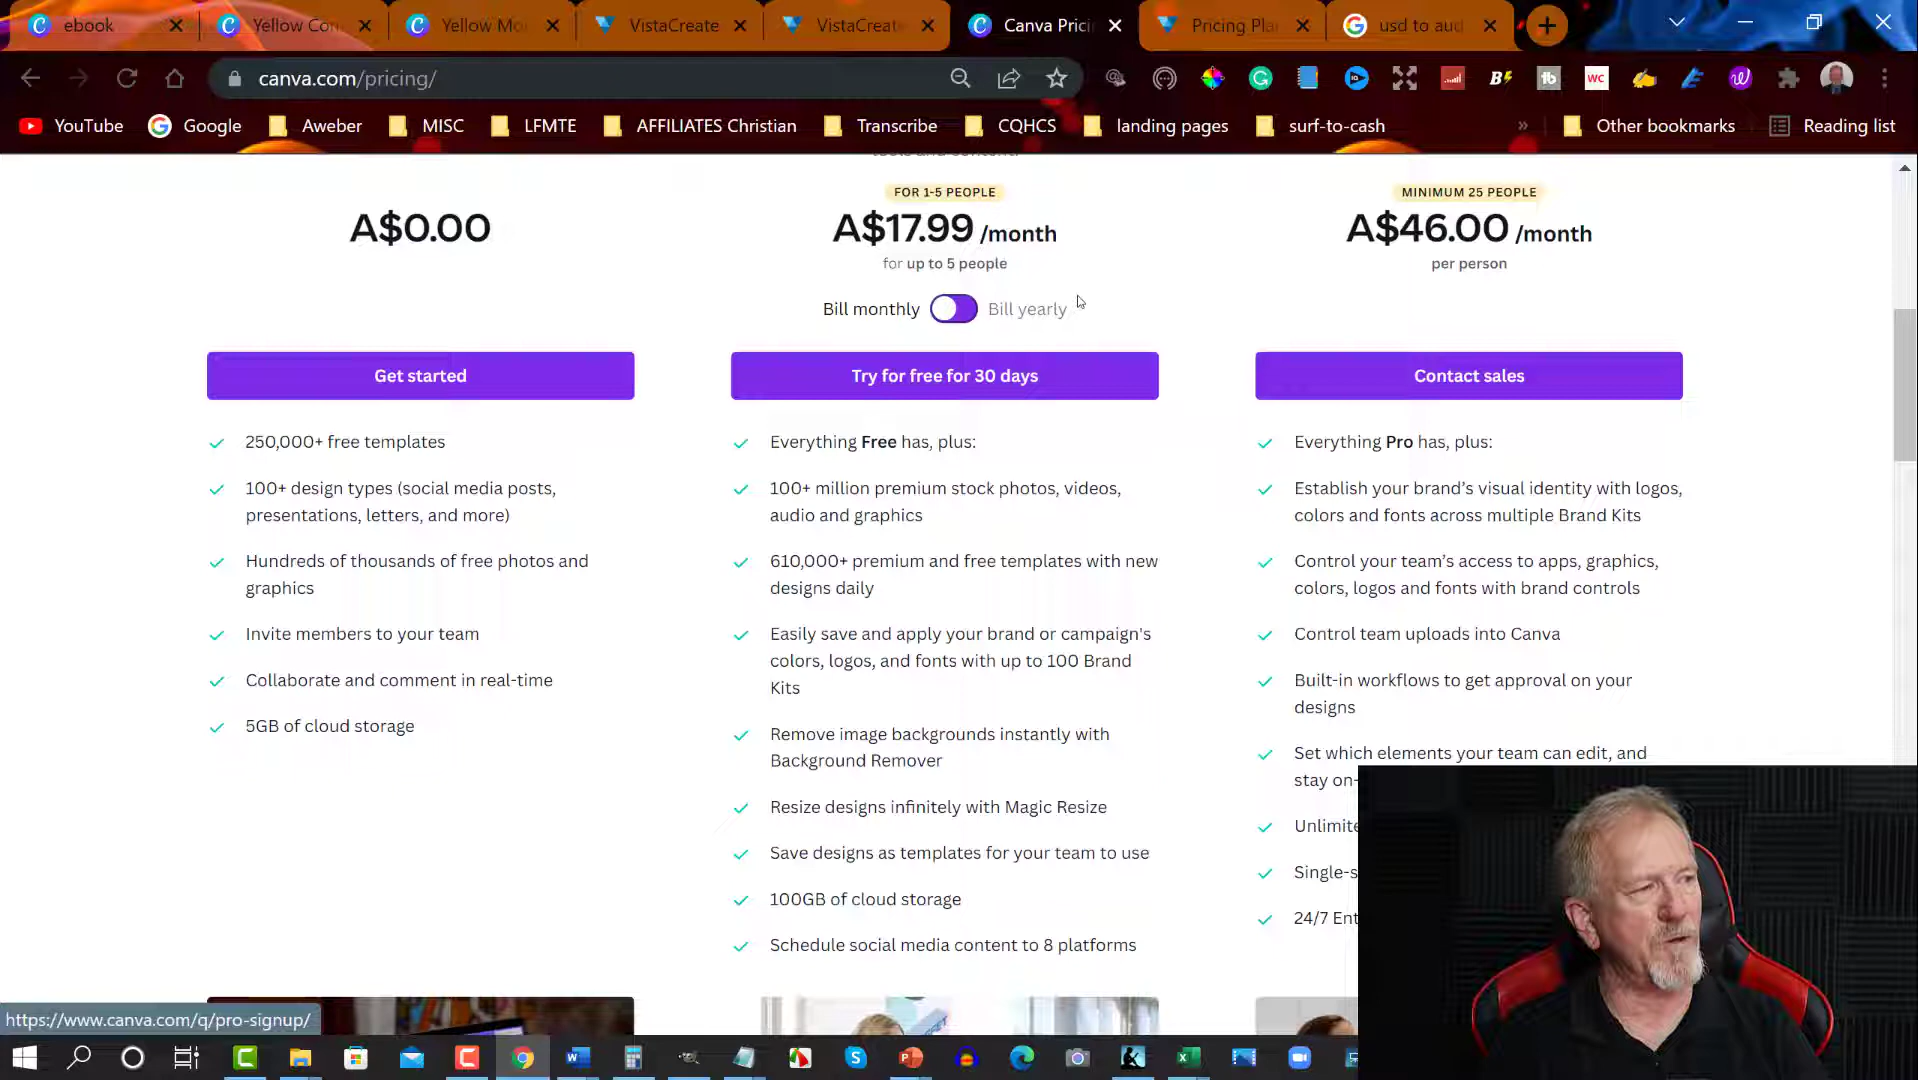 ebook
Yellow Con
Yellow Mo
VistaCreate
VistaCreate
Canva Prici
Pricing Pla
usd to aud
canva.com/pricing/
YouTube
Google
Aweber
MISC
LFMTE
AFFILIATES Christian
Transcribe
CQHCS
landing pages
surf-to-cash
»
Other bookmarks
Reading list
A$0.00
Get started
250,000+ free templates
100+ design types (social media posts,
presentations, letters, and more)
Hundreds of thousands of free photos and
graphics
Invite members to your team
Collaborate and comment in real-time
5GB of cloud storage
FOR 1-5 PEOPLE
A$17.99 /month
for up to 5 people
Bill monthly
Bill yearly
Try for free for 30 days
Everything Free has, plus:
100+ million premium stock photos, videos,
audio and graphics
610,000+ premium and free templates with new
designs daily
Easily save and apply your brand or campaign's
colors, logos, and fonts with up to 100 Brand
Kits
Remove image backgrounds instantly with
Background Remover
Resize designs infinitely with Magic Resize
Save designs as templates for your team to use
100GB of cloud storage
Schedule social media content to 8 platforms
MINIMUM 25 PEOPLE
A$46.00 /month
per person
Contact sales
Everything Pro has, plus:
Establish your brand’s visual identity with logos,
colors and fonts across multiple Brand Kits
Control your team’s access to apps, graphics,
colors, logos and fonts with brand controls
Control team uploads into Canva
Built-in workflows to get approval on your
designs
Set which elements your team can edit, and
stay on-
Unlimite
Single-s
24/7 Ent
https://www.canva.com/q/pro-signup/